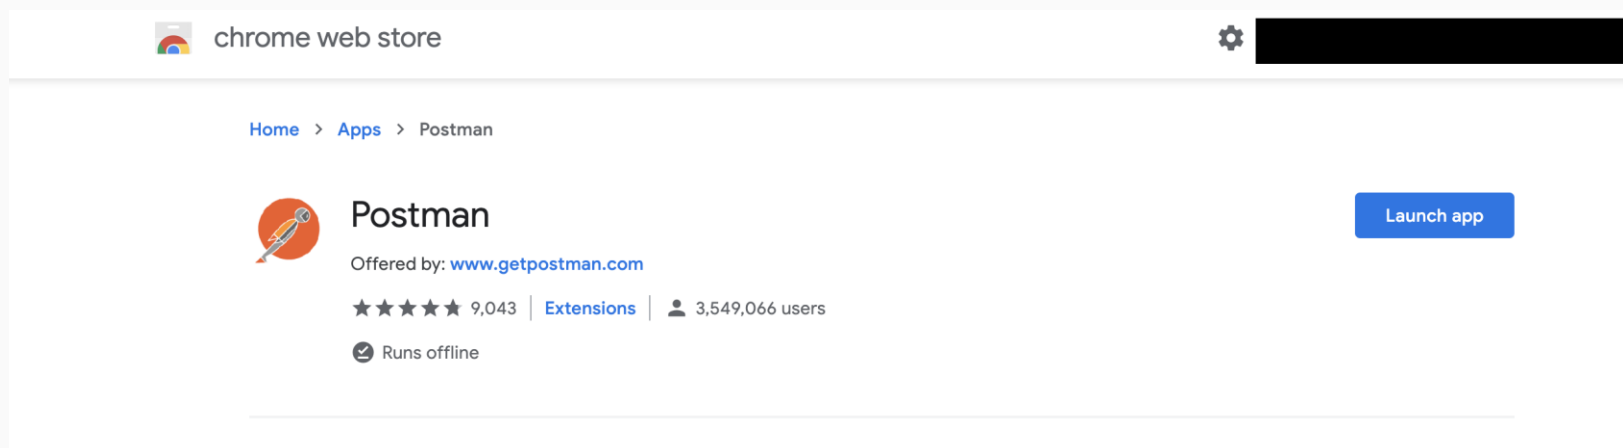 chrome web store
Home > Apps > Postman
Postman
Launch app
Offered by: www.getpostman.com
9,043 Extensions 3,549,066 users
Runs offline